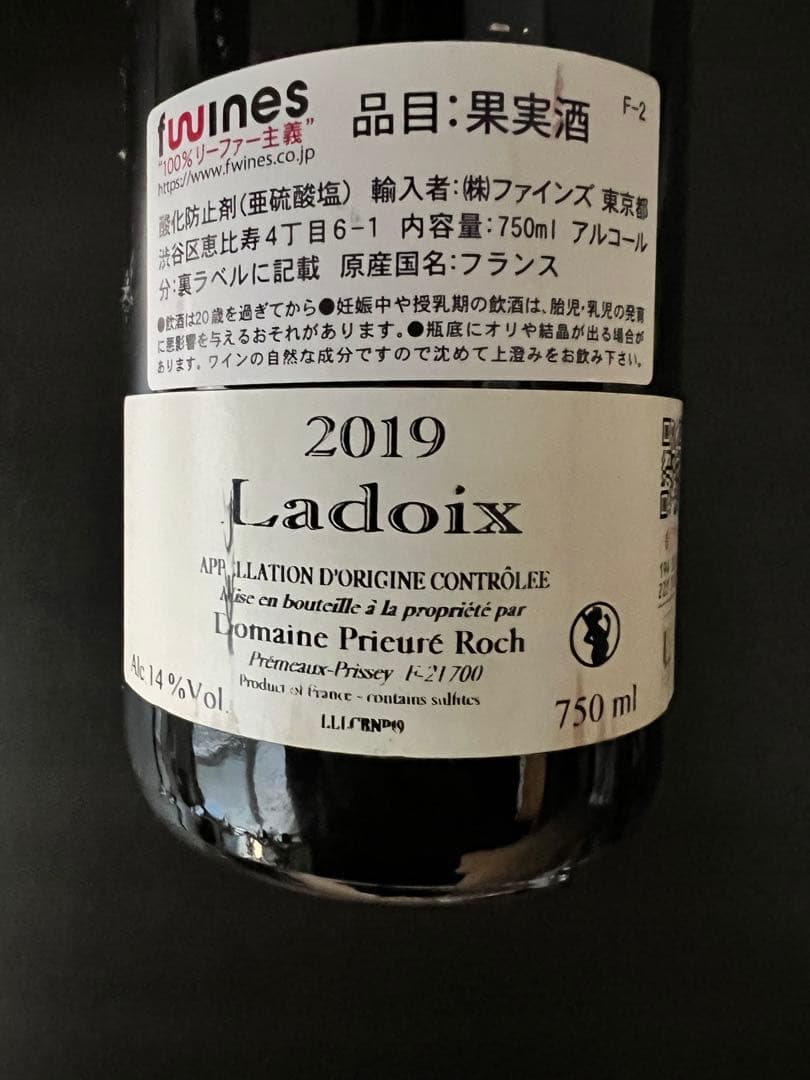 fwines
"100%リーファー主義"
https://www.fwines.co.jp
品目：果実酒
F-2
酸化防止剤（亜硫酸塩） 輸入者：㈱ファインズ 東京都
渋谷区恵比寿4丁目6-1 内容量：750ml アルコール
分：裏ラベルに記載 原産国名：フランス
●飲酒は20歳を過ぎてから●妊娠中や授乳期の飲酒は、胎児・乳児の発育
に悪影響を与えるおそれがあります。●瓶底にオリや結晶が出る場合が
あります。ワインの自然な成分ですので沈めて上澄みをお飲み下さい。
2019
Ladoix
APPELLATION D'ORIGINE CONTRÔLEE
Mise en bouteille à la propriété par
Domaine Prieuré Roch
Prémeaux-Prissey F-21700
Alc 14 %Vol.
Product of France - contains sulfites
750 ml